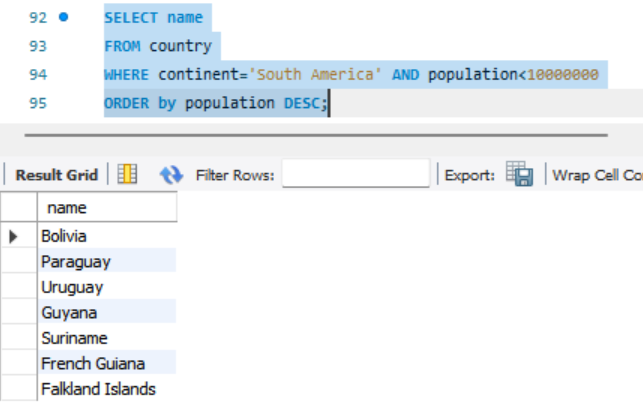 92 SELECT name
93 FROM country
94 WHERE continent='South America' AND population<10000000
95 ORDER by population DESC;
Result Grid Filter Rows: Export: Wrap Cell Co
name
Bolivia
Paraguay
Uruguay
Guyana
Suriname
French Guiana
Falkland Islands